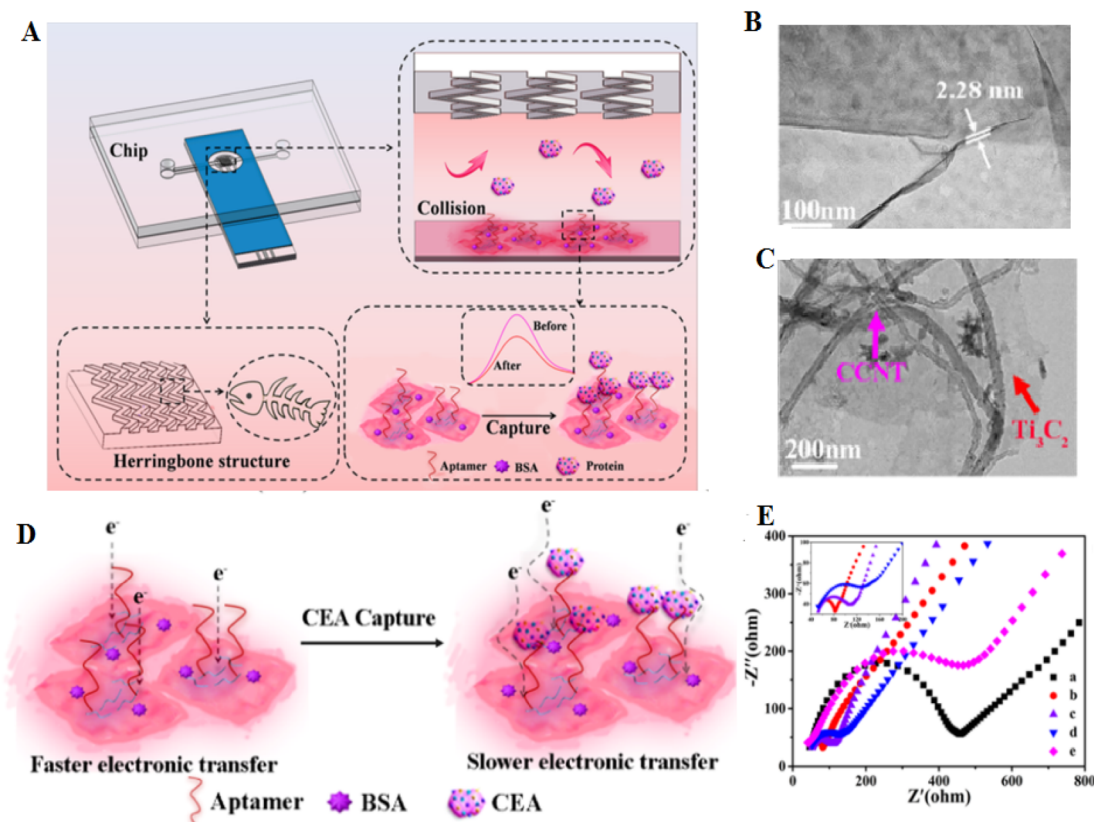 A
Chip
Collision
Herringbone structure
Before
After
Capture
Aptamer BSA Protein
B
2.28 nm
100nm
C
CCNT
Ti₃C₂
200nm
D
e⁻
e⁻
e⁻
CEA Capture
e⁻
e⁻
e⁻
Faster electronic transfer
Slower electronic transfer
Aptamer BSA CEA
E
-Z''(ohm)
400
300
200
100
0
0 200 400 600 800
Z'(ohm)
a
b
c
d
e
-Z''(ohm)
Z'(ohm)